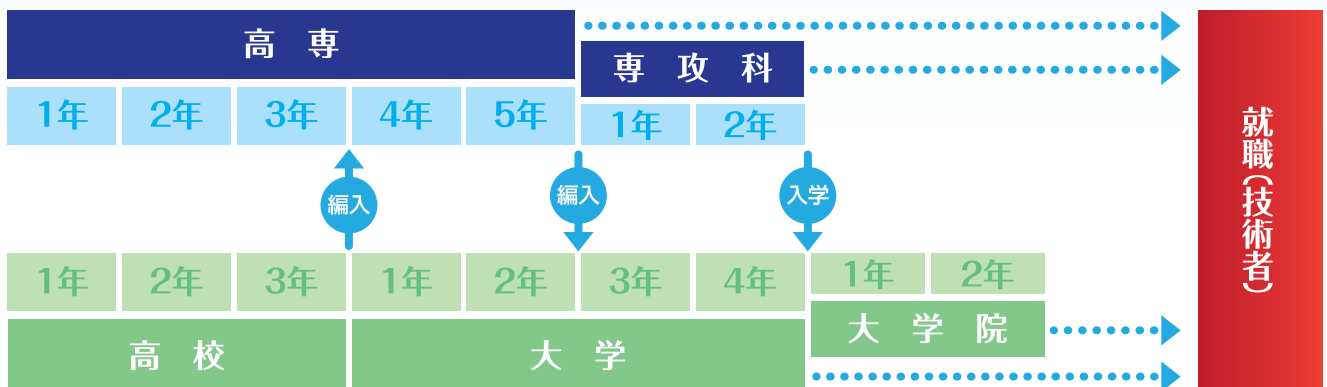 高専
専攻科
1年 2年 3年 4年 5年
1年 2年
編入
編入
入学
1年 2年 3年 1年 2年 3年 4年
1年 2年
高校
大学
大学院
就職(技術者)